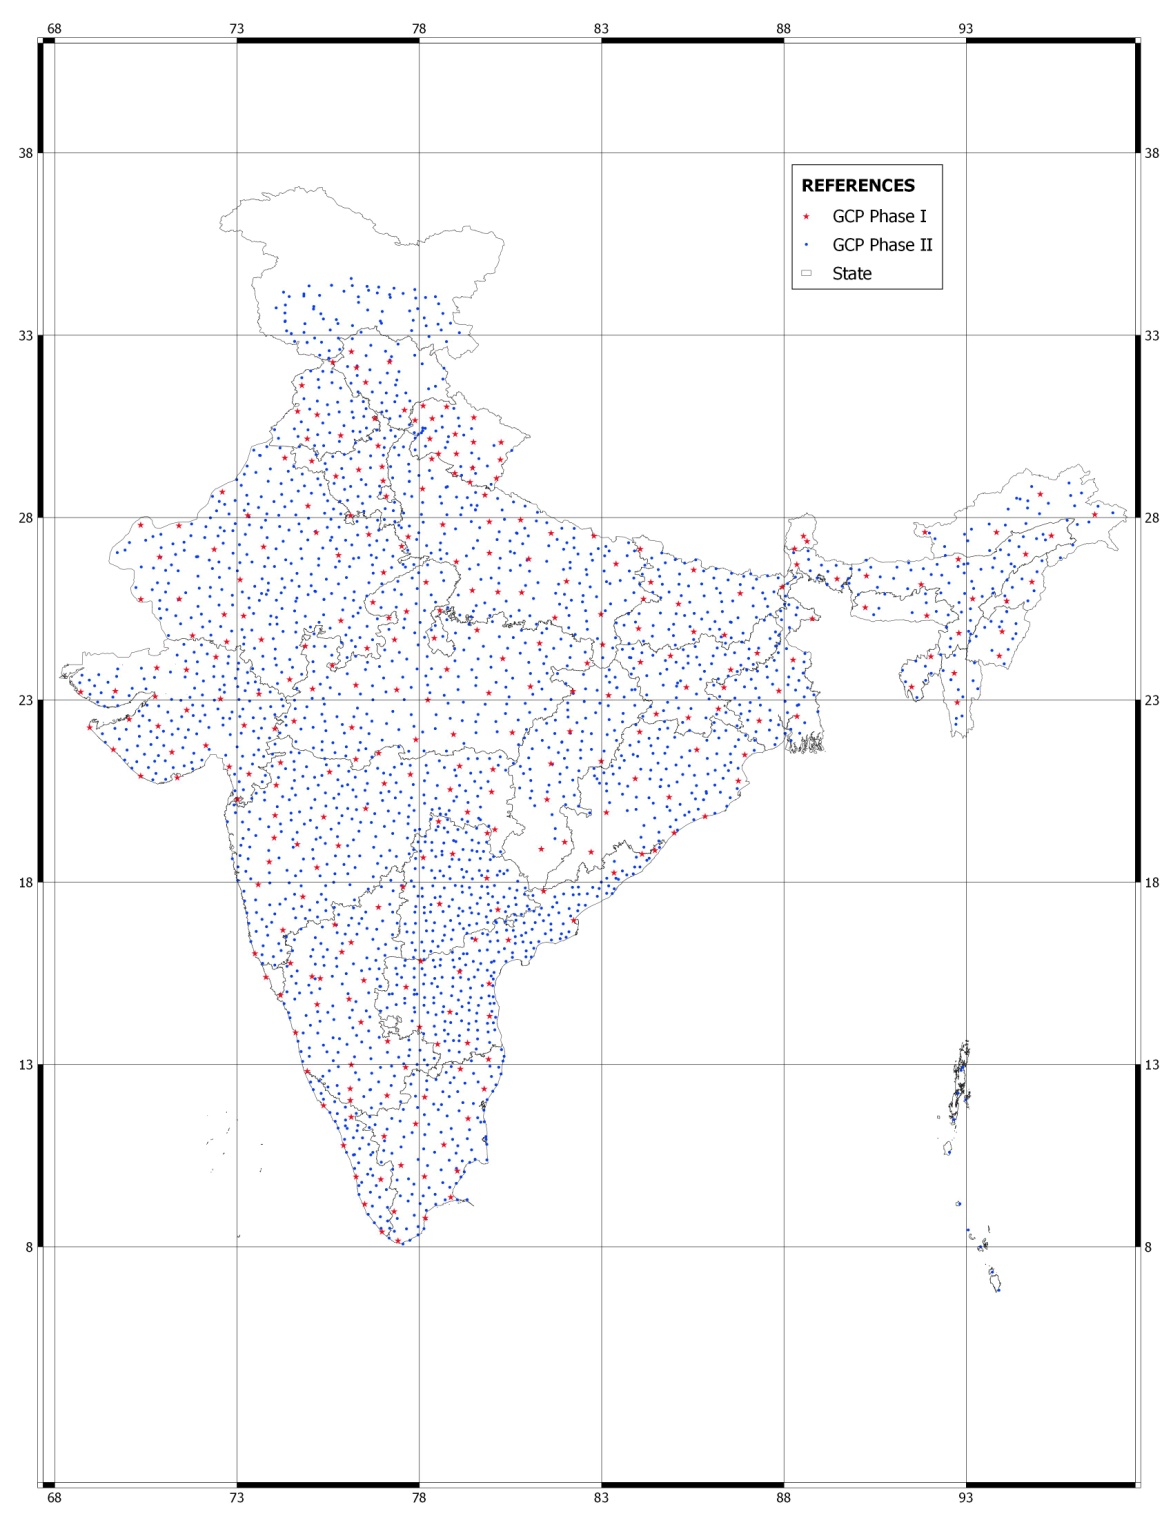 68 73 78 83 88 93
38 38
REFERENCES
GCP Phase I
GCP Phase II
State
33 33
28 28
23 23
18 18
13 13
8 8
68 73 78 83 88 93